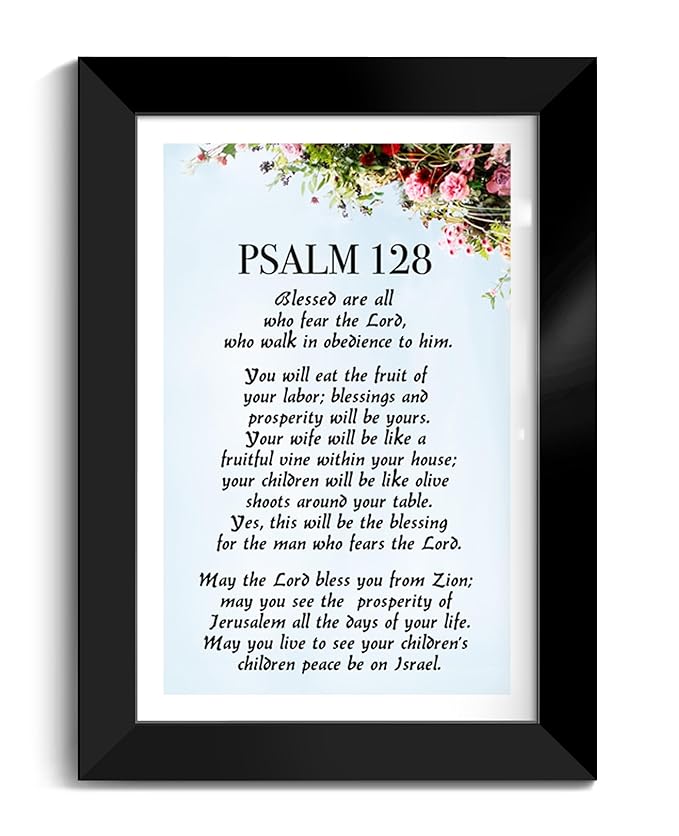 PSALM 128
Blessed are all
who fear the Lord,
who walk in obedience to him.
You will eat the fruit of
your labor; blessings and
prosperity will be yours.
Your wife will be like a
fruitful vine within your house;
your children will be like olive
shoots around your table.
Yes, this will be the blessing
for the man who fears the Lord.
May the Lord bless you from Zion;
may you see the prosperity of
Jerusalem all the days of your life.
May you live to see your children's
children peace be on Israel.